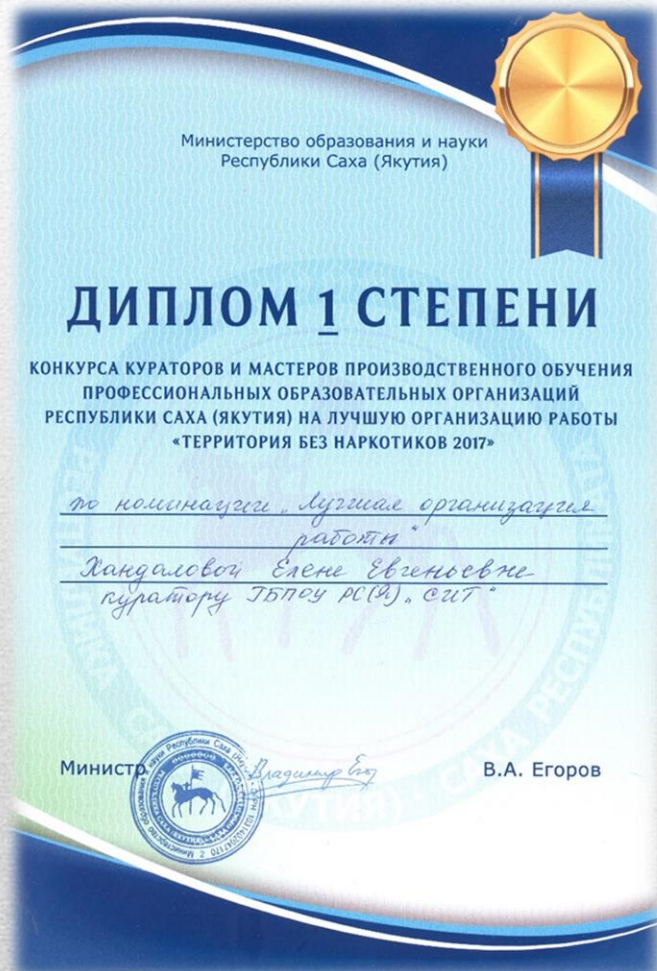 Министерство образования и науки
Республики Саха (Якутия)
ДИПЛОМ 1 СТЕПЕНИ
КОНКУРСА КУРАТОРОВ И МАСТЕРОВ ПРОИЗВОДСТВЕННОГО ОБУЧЕНИЯ
ПРОФЕССИОНАЛЬНЫХ ОБРАЗОВАТЕЛЬНЫХ ОРГАНИЗАЦИЙ
РЕСПУБЛИКИ САХА (ЯКУТИЯ) НА ЛУЧШУЮ ОРГАНИЗАЦИЮ РАБОТЫ
«ТЕРРИТОРИЯ БЕЗ НАРКОТИКОВ 2017»
по номинации „Лучшая организация
работы"
Хандаловой Елене Евгеньевне
куратору ГБПОУ РС(Я) „СИТ"
Министр
В.А. Егоров